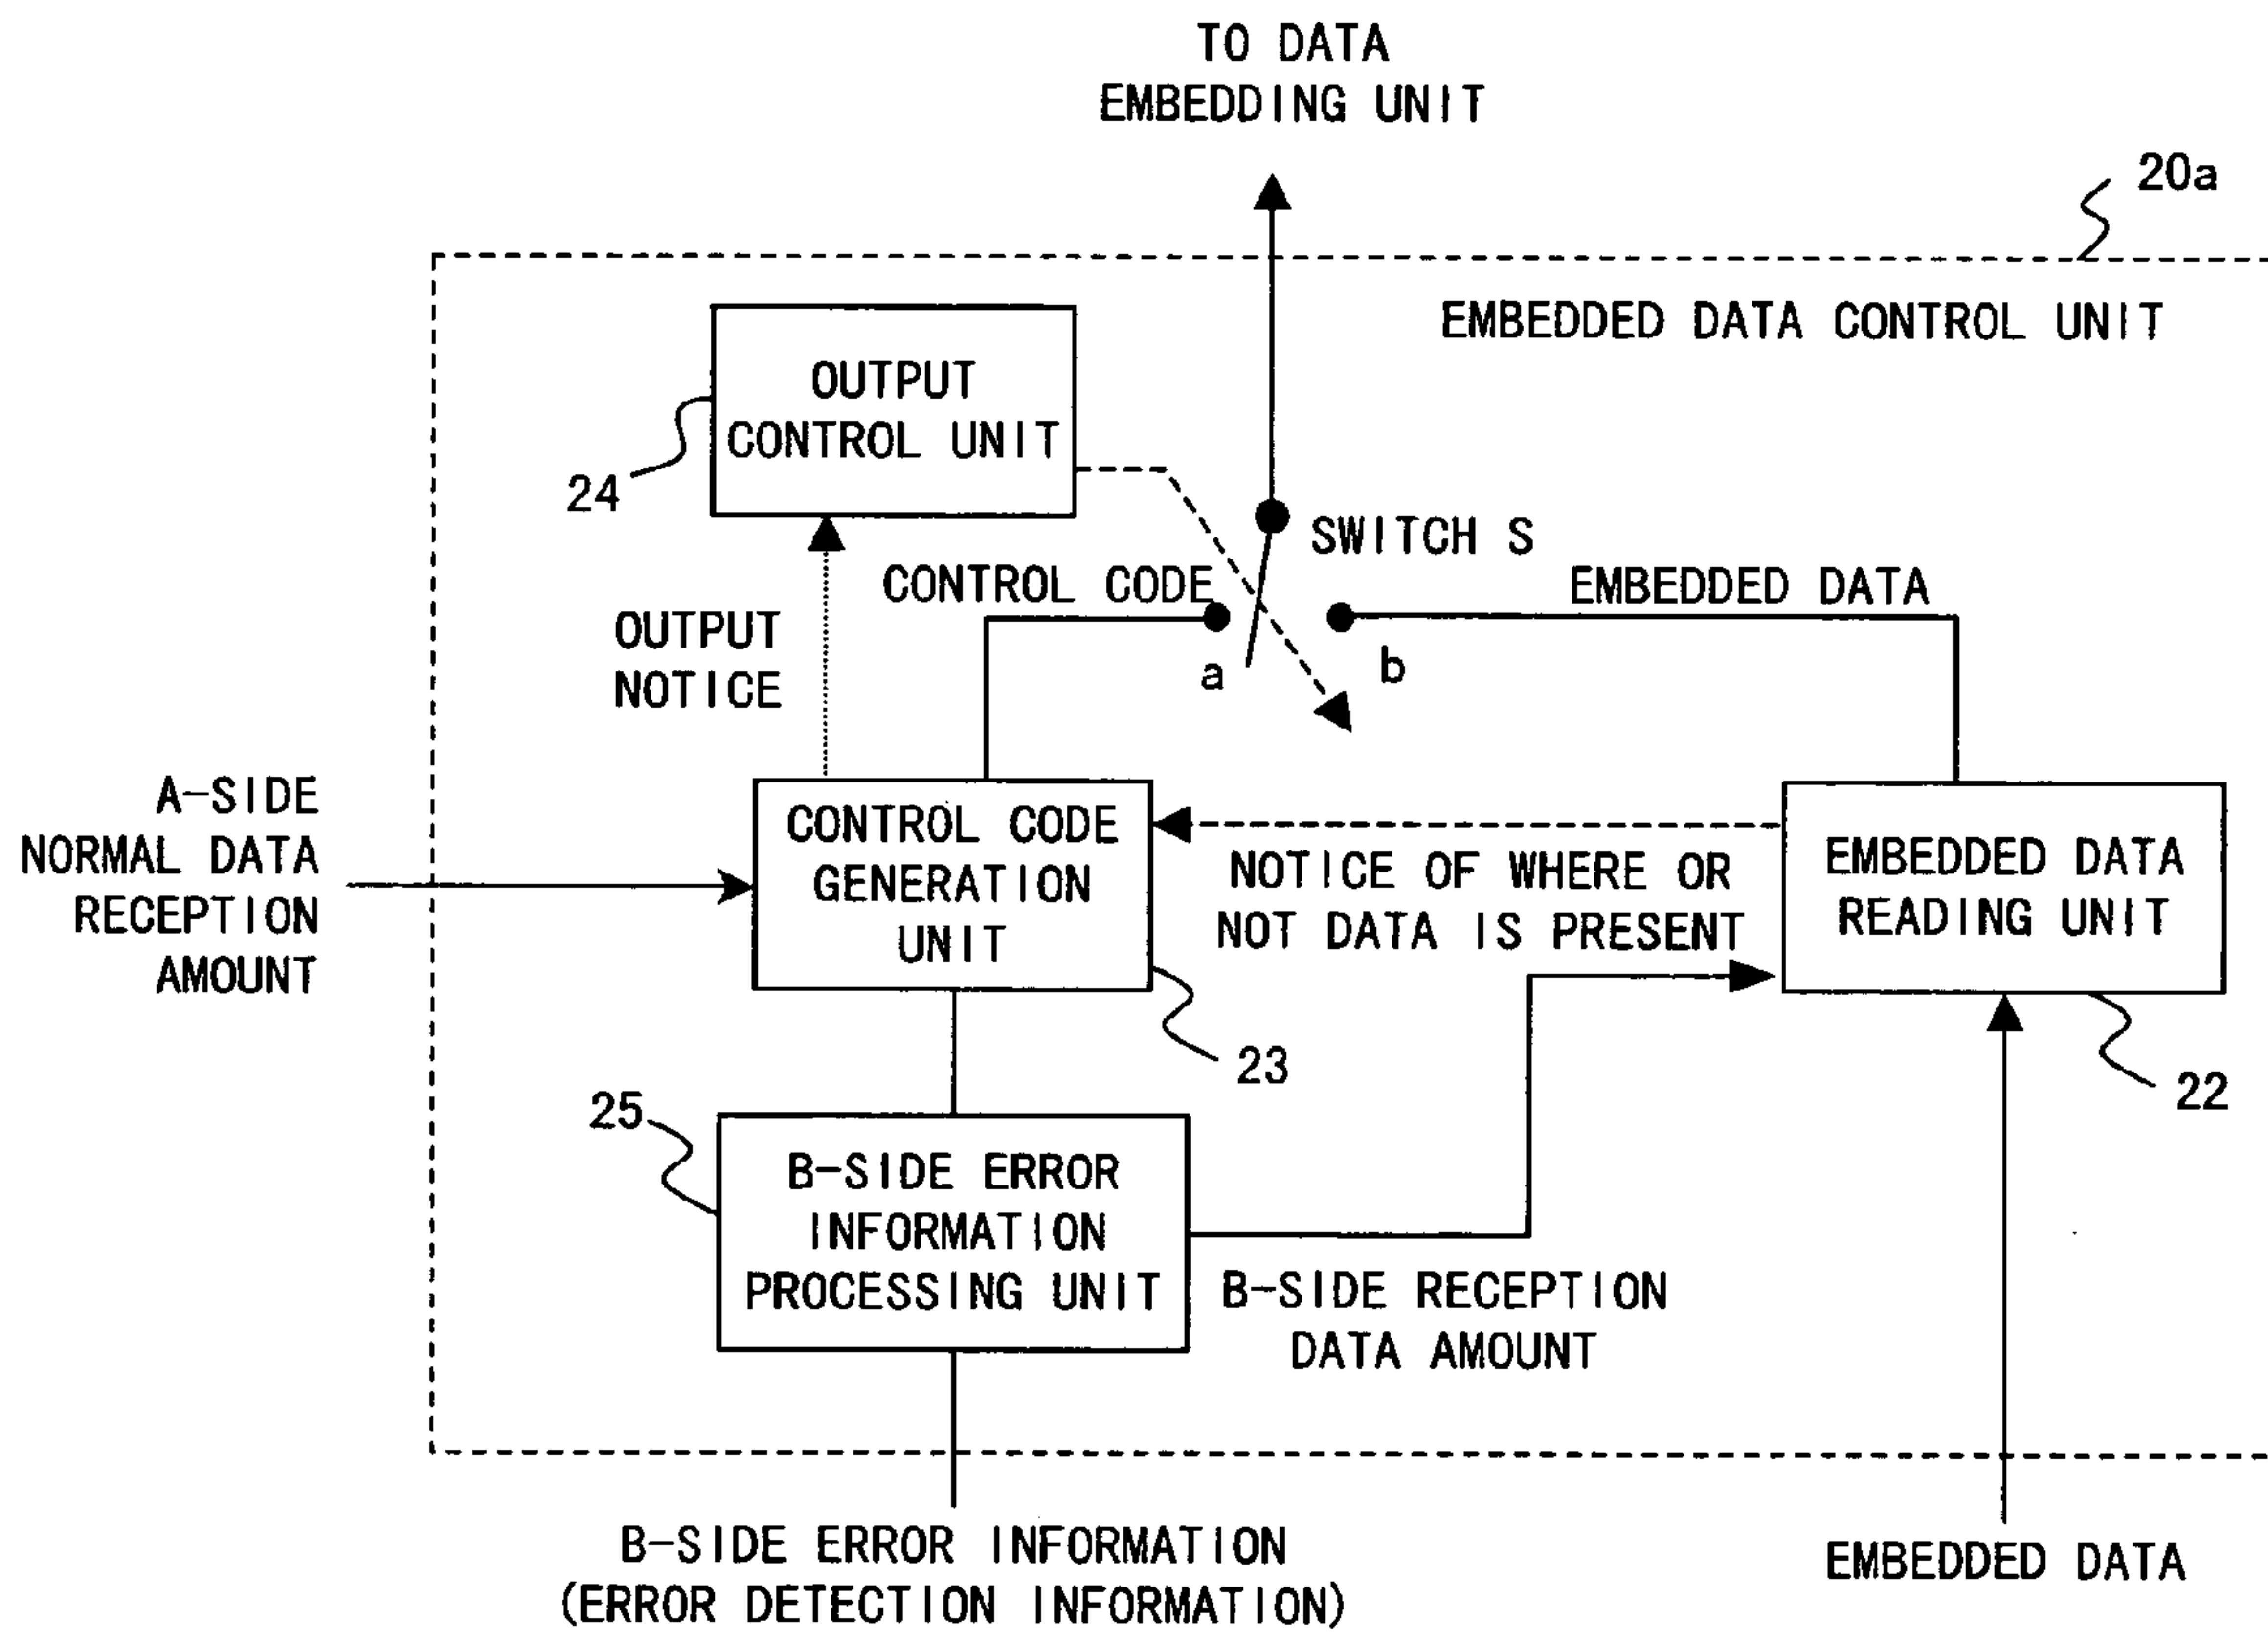 TO DATA
EMBEDDING UNIT
20a
EMBEDDED DATA CONTROL UNIT
OUTPUT
CONTROL UNIT
24
SWITCH S
CONTROL CODE
EMBEDDED DATA
OUTPUT
NOTICE
a
b
A-SIDE
NORMAL DATA
RECEPTION
AMOUNT
CONTROL CODE
GENERATION
UNIT
NOTICE OF WHERE OR
NOT DATA IS PRESENT
EMBEDDED DATA
READING UNIT
23
22
25
B-SIDE ERROR
INFORMATION
PROCESSING UNIT
B-SIDE RECEPTION
DATA AMOUNT
B-SIDE ERROR INFORMATION
(ERROR DETECTION INFORMATION)
EMBEDDED DATA